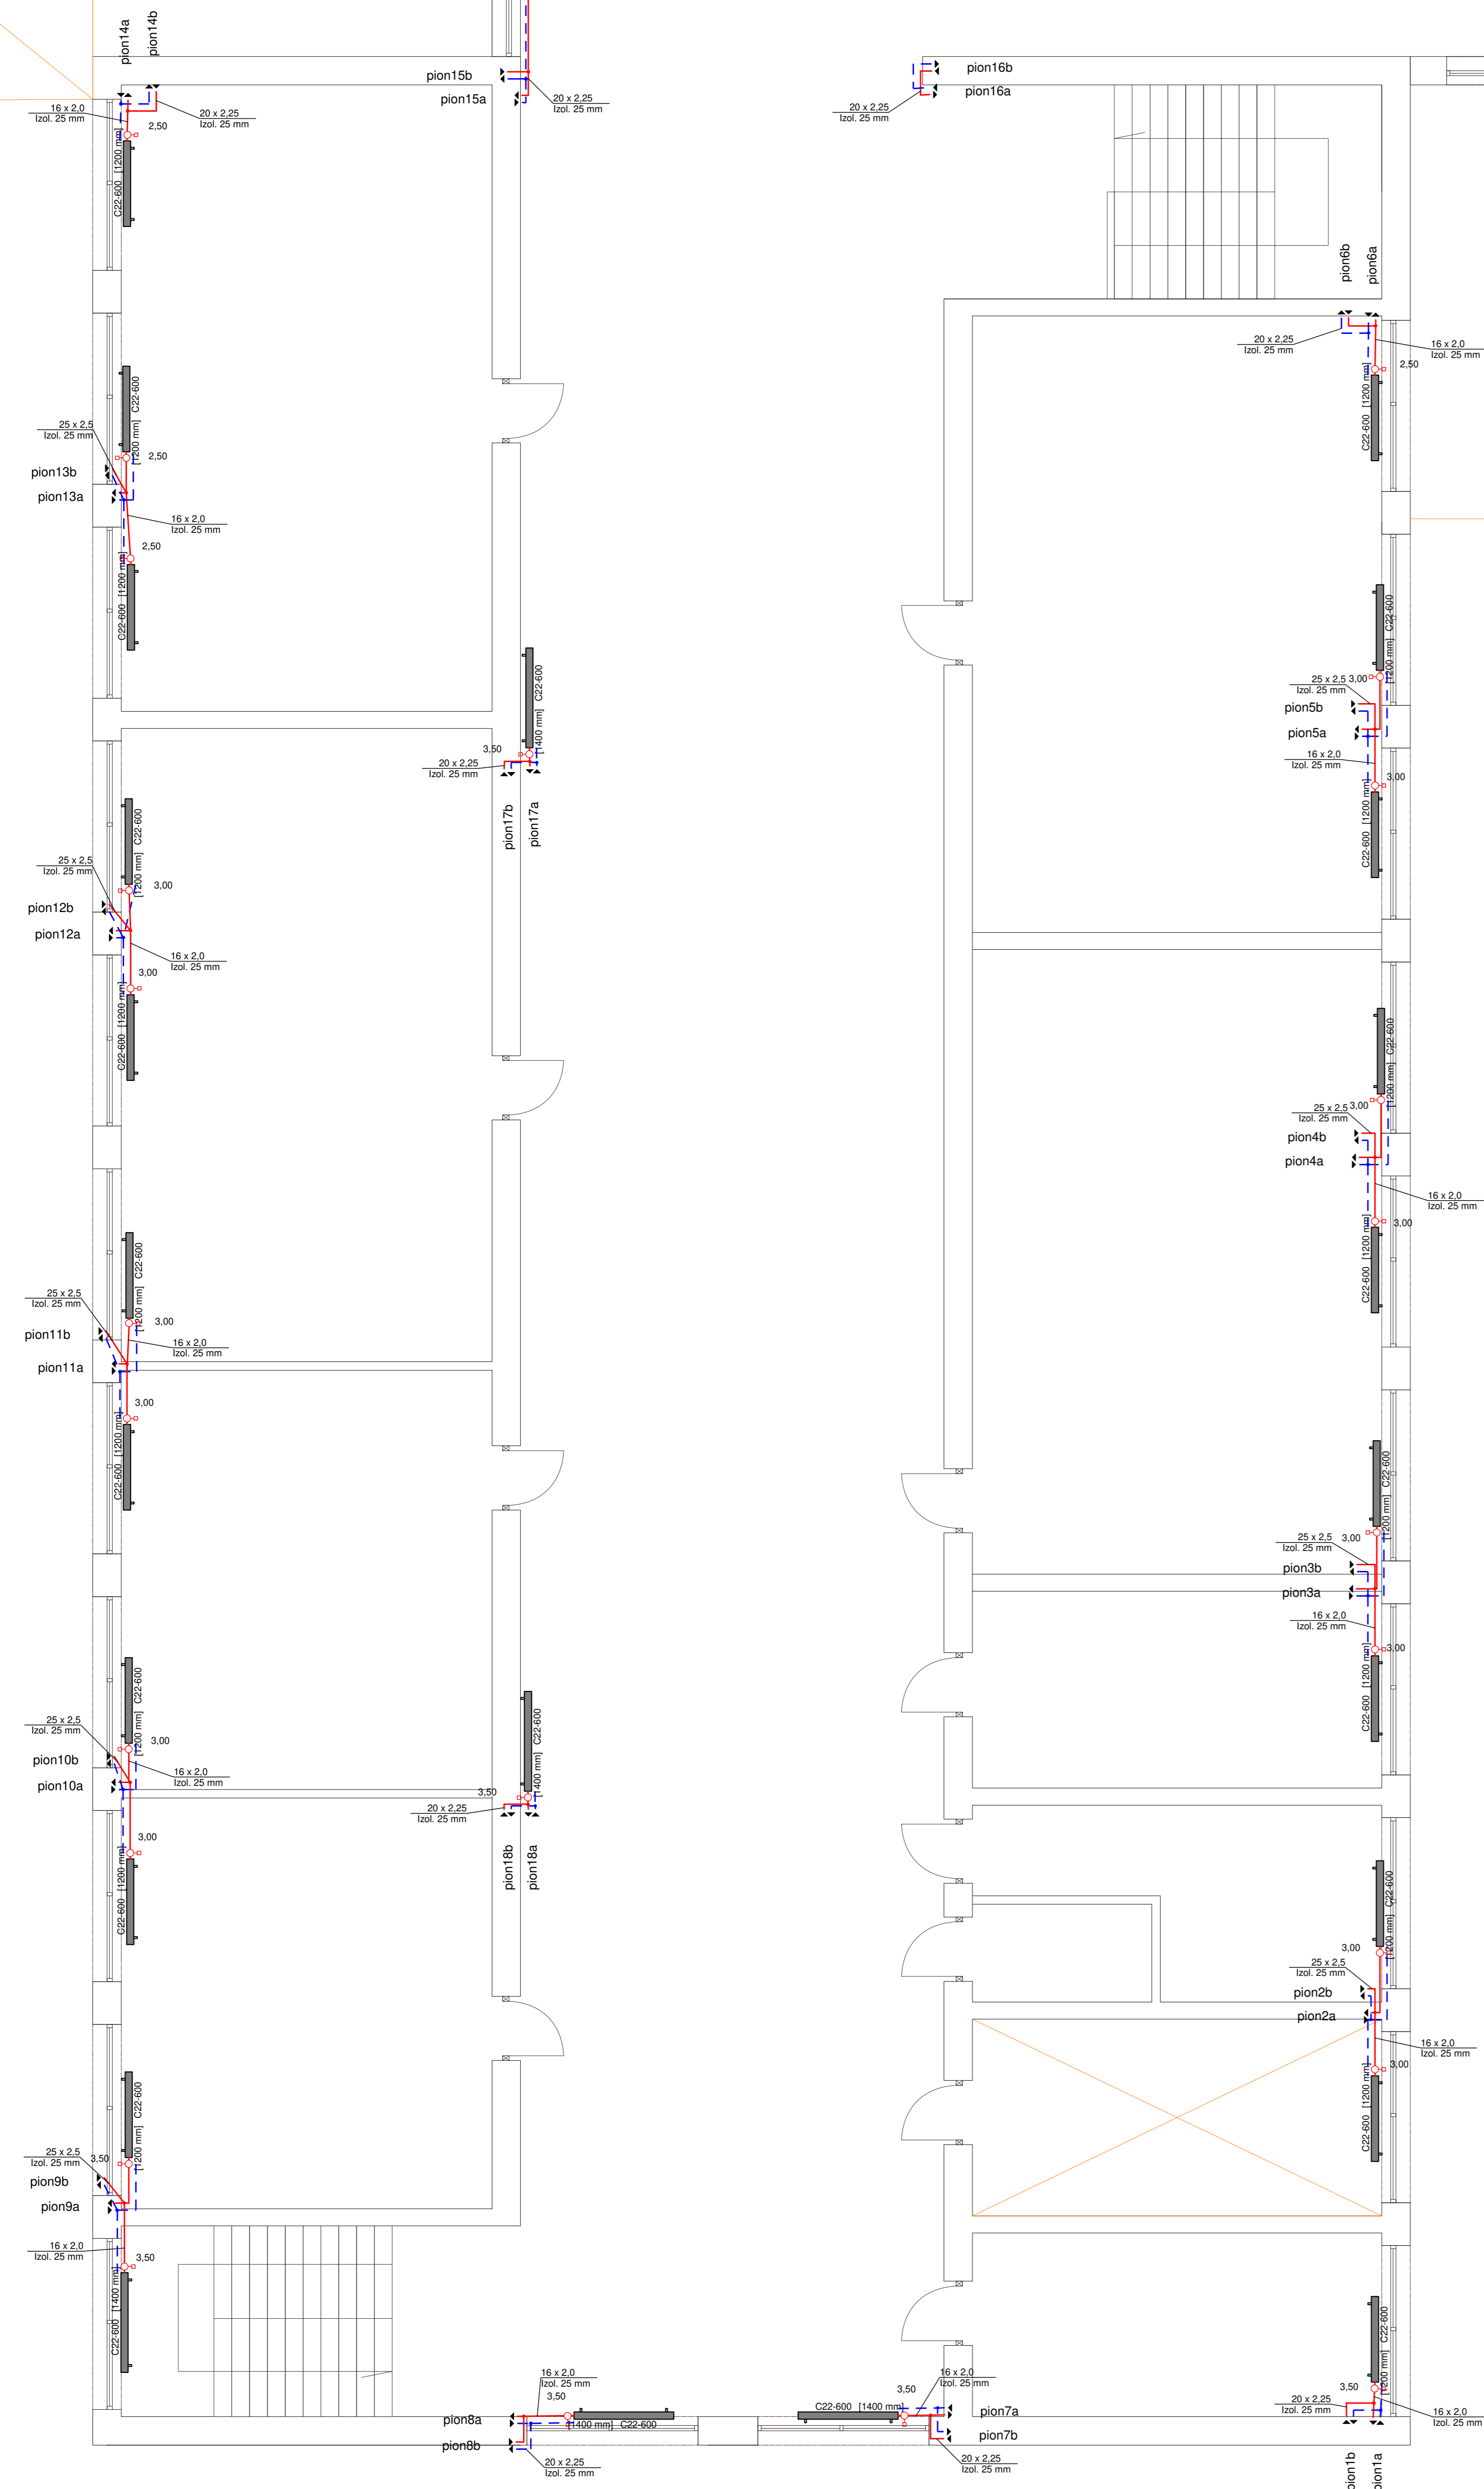 pion14a
pion14b
pion15b
pion15a
20 x 2,25
Izol. 25 mm
pion16b
pion16a
20 x 2,25
Izol. 25 mm
16 x 2,0
Izol. 25 mm
20 x 2,25
Izol. 25 mm
2,50
C22-600 [1200 mm]
pion6b
pion6a
20 x 2,25
Izol. 25 mm
16 x 2,0
Izol. 25 mm
2,50
C22-600 [1200 mm]
[1200 mm] C22-600
25 x 2,5
Izol. 25 mm
2,50
pion13b
pion13a
16 x 2,0
Izol. 25 mm
2,50
C22-600 [1200 mm]
[1400 mm] C22-600
3,50
20 x 2,25
Izol. 25 mm
pion17b
pion17a
[1200 mm] C22-600
25 x 2,5
Izol. 25 mm
3,00
pion5b
pion5a
16 x 2,0
Izol. 25 mm
3,00
C22-600 [1200 mm]
[1200 mm] C22-600
25 x 2,5
Izol. 25 mm
3,00
pion12b
pion12a
16 x 2,0
Izol. 25 mm
3,00
C22-600 [1200 mm]
[1200 mm] C22-600
25 x 2,5
Izol. 25 mm
3,00
pion4b
pion4a
16 x 2,0
Izol. 25 mm
3,00
C22-600 [1200 mm]
[1200 mm] C22-600
25 x 2,5
Izol. 25 mm
3,00
pion11b
16 x 2,0
Izol. 25 mm
pion11a
3,00
C22-600 [1200 mm]
[1200 mm] C22-600
25 x 2,5
Izol. 25 mm
3,00
pion3b
pion3a
16 x 2,0
Izol. 25 mm
3,00
C22-600 [1200 mm]
[1200 mm] C22-600
25 x 2,5
Izol. 25 mm
3,00
pion10b
16 x 2,0
Izol. 25 mm
pion10a
3,00
C22-600 [1200 mm]
[1400 mm] C22-600
3,50
20 x 2,25
Izol. 25 mm
pion18b
pion18a
[1200 mm] C22-600
3,00
25 x 2,5
Izol. 25 mm
pion2b
pion2a
16 x 2,0
Izol. 25 mm
3,00
C22-600 [1200 mm]
[1200 mm] C22-600
25 x 2,5
Izol. 25 mm
3,50
pion9b
pion9a
16 x 2,0
Izol. 25 mm
3,50
C22-600 [1400 mm]
16 x 2,0
Izol. 25 mm
3,50
[1400 mm] C22-600
pion8a
pion8b
20 x 2,25
Izol. 25 mm
16 x 2,0
Izol. 25 mm
3,50
C22-600 [1400 mm]
pion7a
pion7b
20 x 2,25
Izol. 25 mm
[1200 mm] C22-600
3,50
20 x 2,25
Izol. 25 mm
16 x 2,0
Izol. 25 mm
pion1b
pion1a